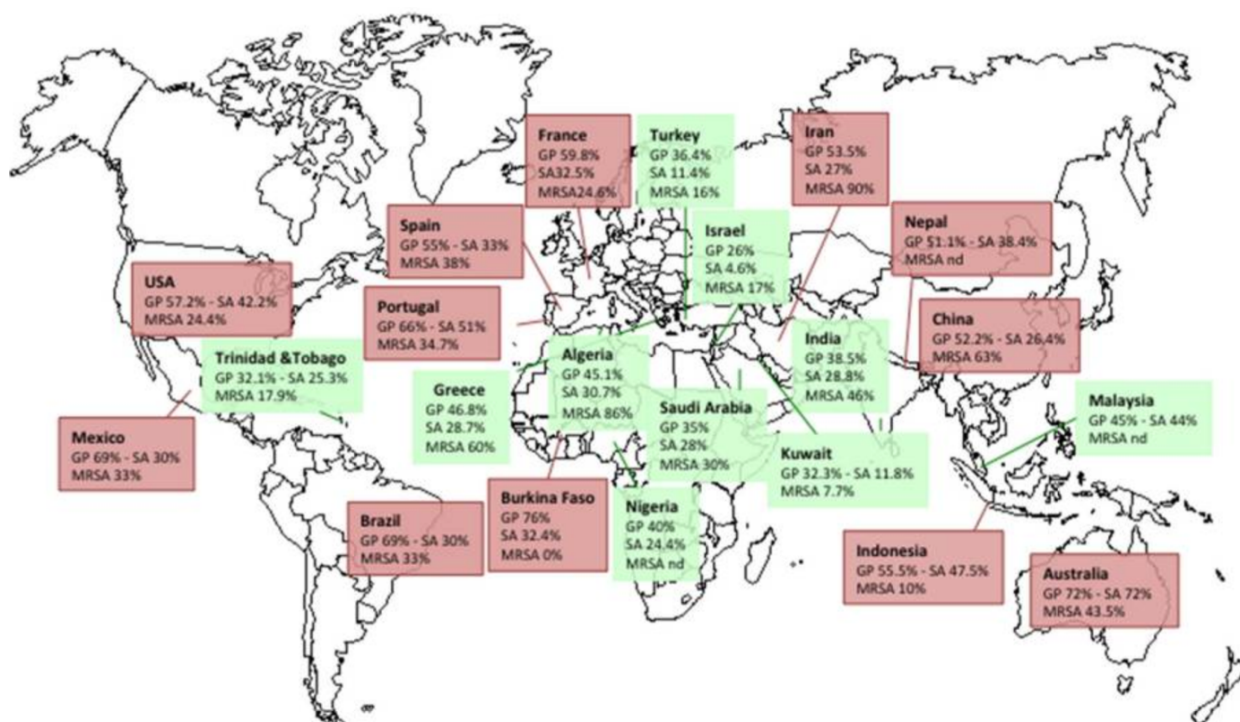 France
GP 59.8%
SA32.5%
MRSA24.6%
Turkey
GP 36.4%
SA 11.4%
MRSA 16%
Iran
GP 53.5%
SA 27%
MRSA 90%
Spain
GP 55% - SA 33%
MRSA 38%
Israel
GP 26%
SA 4.6%
MRSA 17%
Nepal
GP 51.1% - SA 38.4%
MRSA nd
USA
GP 57.2% - SA 42.2%
MRSA 24.4%
Portugal
GP 66% - SA 51%
MRSA 34.7%
China
GP 52.2% - SA 26.4%
MRSA 63%
Trinidad &Tobago
GP 32.1% - SA 25.3%
MRSA 17.9%
Algeria
GP 45.1%
SA 30.7%
MRSA 86%
India
GP 38.5%
SA 28.8%
MRSA 46%
Greece
GP 46.8%
SA 28.7%
MRSA 60%
Saudi Arabia
GP 35%
SA 28%
MRSA 30%
Malaysia
GP 45% - SA 44%
MRSA nd
Mexico
GP 69% - SA 30%
MRSA 33%
Kuwait
GP 32.3% - SA 11.8%
MRSA 7.7%
Burkina Faso
GP 76%
SA 32.4%
MRSA 0%
Nigeria
GP 40%
SA 24.4%
MRSA nd
Brazil
GP 69% - SA 30%
MRSA 33%
Indonesia
GP 55.5% - SA 47.5%
MRSA 10%
Australia
GP 72% - SA 72%
MRSA 43.5%